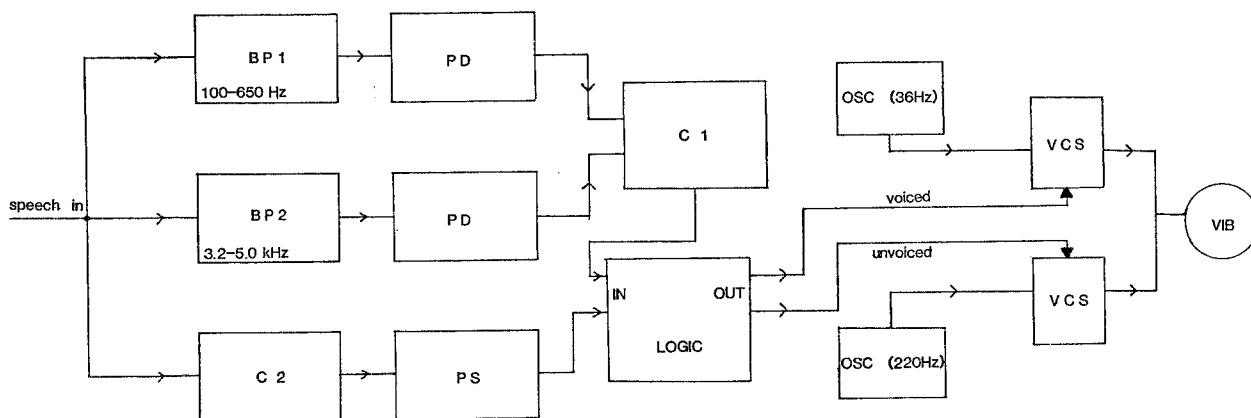 BP1
100-650 Hz
PD
C 1
OSC (36Hz)
VCS
speech in
BP2
3.2-5.0 kHz
PD
voiced
VIB
unvoiced
IN
OUT
LOGIC
VCS
C 2
PS
OSC (220Hz)